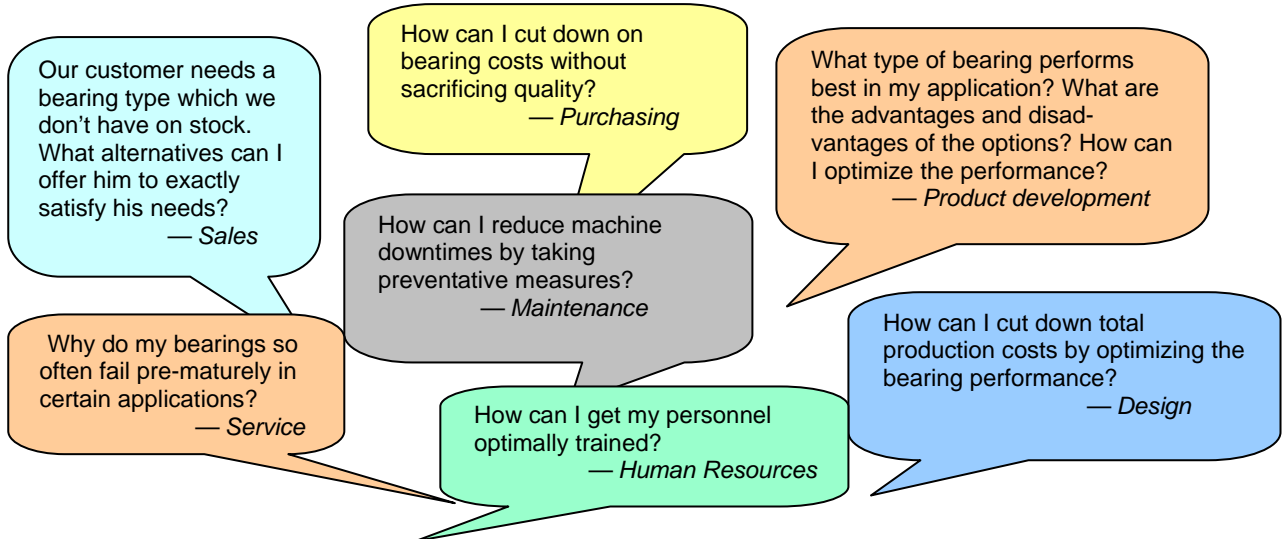 Our customer needs a
bearing type which we
don't have on stock.
What alternatives can I
offer him to exactly
satisfy his needs?
— Sales
How can I cut down on
bearing costs without
sacrificing quality?
— Purchasing
What type of bearing performs
best in my application? What are
the advantages and disad-
vantages of the options? How can
I optimize the performance?
— Product development
How can I reduce machine
downtimes by taking
preventative measures?
— Maintenance
Why do my bearings so
often fail pre-maturely in
certain applications?
— Service
How can I get my personnel
optimally trained?
— Human Resources
How can I cut down total
production costs by optimizing the
bearing performance?
— Design